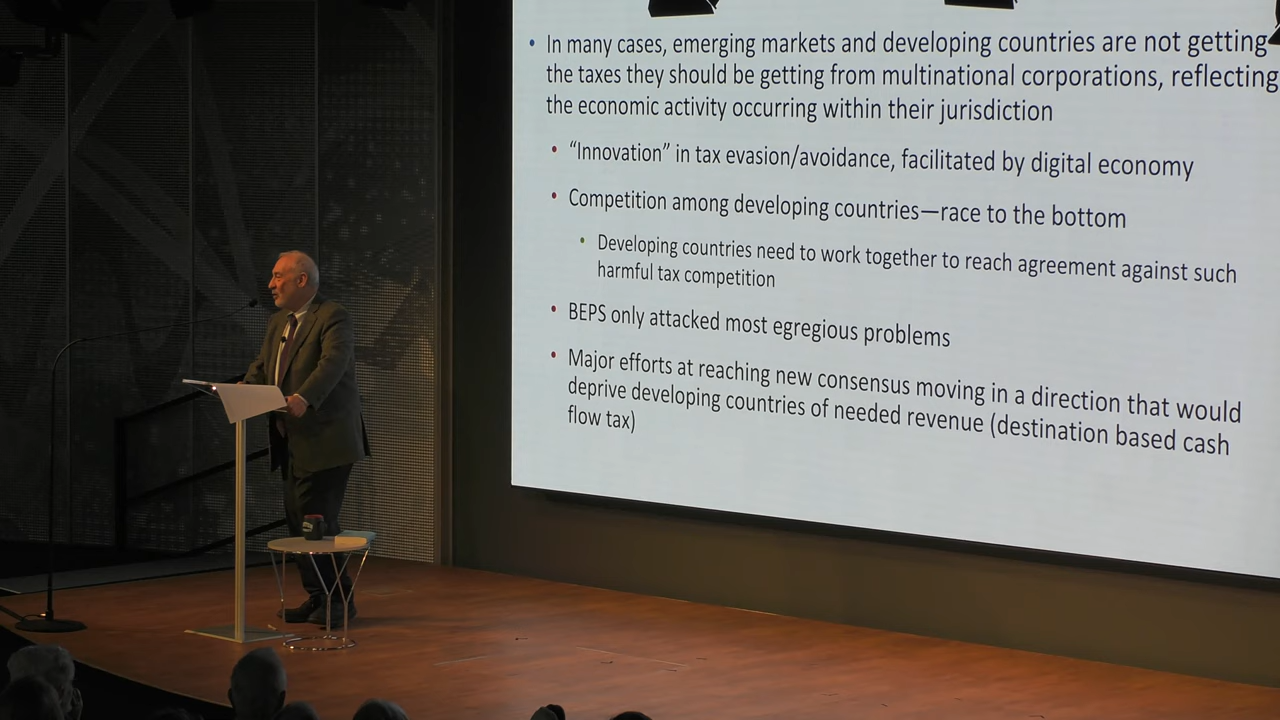 • In many cases, emerging markets and developing countries are not getting
the taxes they should be getting from multinational corporations, reflecting
the economic activity occurring within their jurisdiction
• “Innovation” in tax evasion/avoidance, facilitated by digital economy
• Competition among developing countries—race to the bottom
• Developing countries need to work together to reach agreement against such
harmful tax competition
• BEPS only attacked most egregious problems
• Major efforts at reaching new consensus moving in a direction that would
deprive developing countries of needed revenue (destination based cash
flow tax)